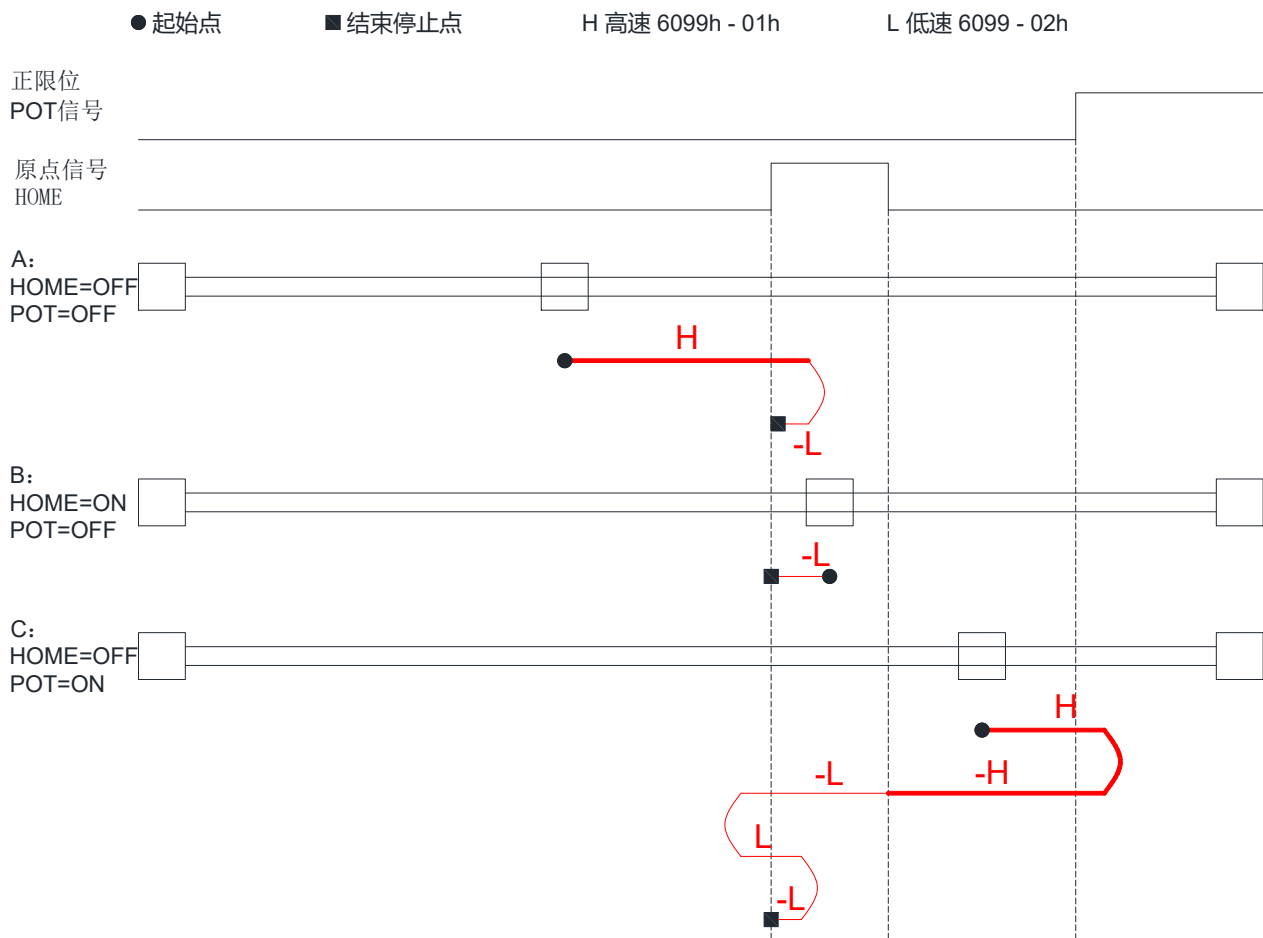 起始点 结束停止点 H 高速 6099h - 01h L 低速 6099 - 02h
正限位
POT信号
原点信号
HOME
A:
HOME=OFF
POT=OFF
H
-L
B:
HOME=ON
POT=OFF
-L
C:
HOME=OFF
POT=ON
H
-H
-L
L
-L